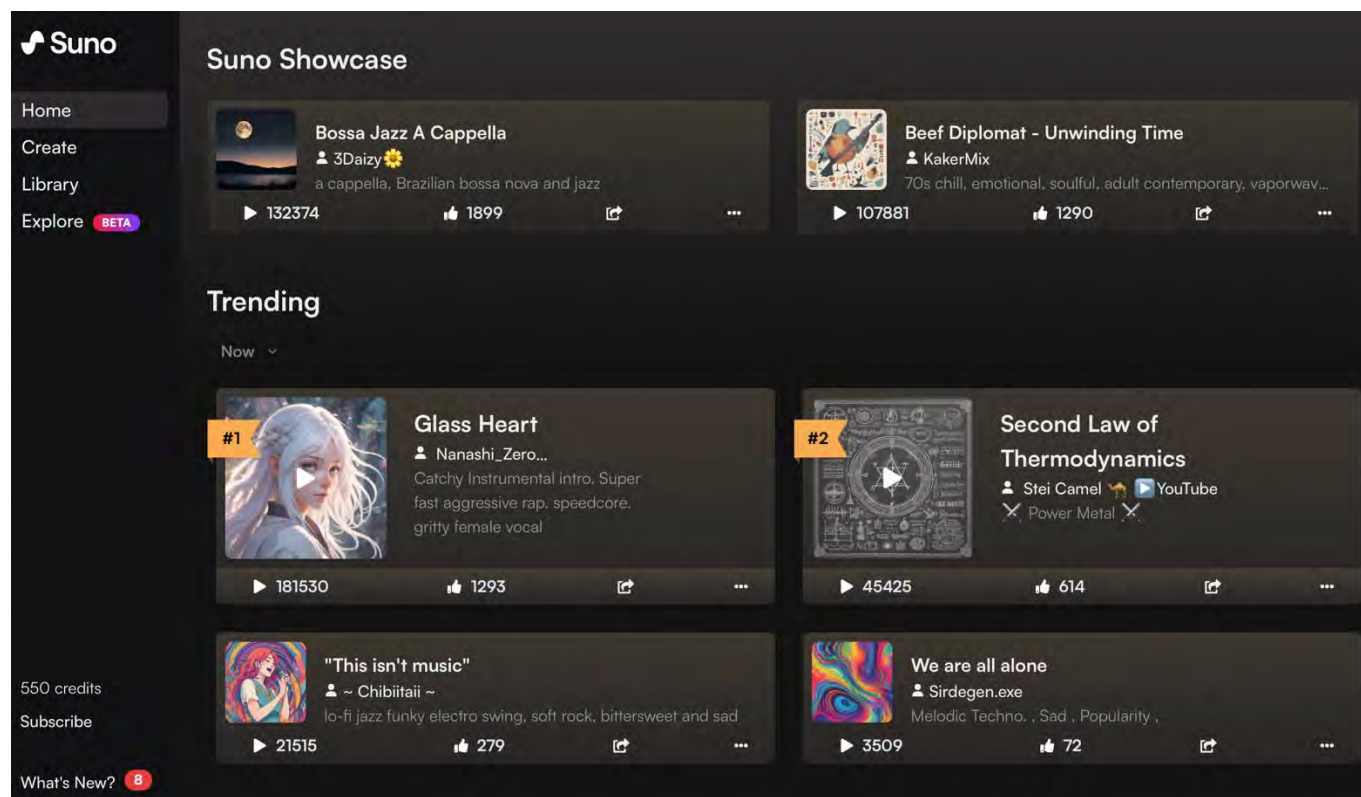 Suno
Home
Create
Library
Explore BETA
550 credits
Subscribe
What's New? 8
Suno Showcase
Bossa Jazz A Cappella
3Daizy🌼
a cappella, Brazilian bossa nova and jazz
132374 1899
Beef Diplomat - Unwinding Time
KakerMix
70s chill, emotional, soulful, adult contemporary, vaporwav...
107881 1290
Trending
Now
#1
Glass Heart
Nanashi_Zero...
Catchy Instrumental intro. Super
fast aggressive rap. speedcore.
gritty female vocal
181530 1293
#2
Second Law of
Thermodynamics
Stei Camel 🐪 ▶️YouTube
⚔ Power Metal ⚔
45425 614
"This isn't music"
~ Chibiitaii ~
lo-fi jazz funky electro swing, soft rock, bittersweet and sad
21515 279
We are all alone
Sirdegen.exe
Melodic Techno. , Sad , Popularity ,
3509 72